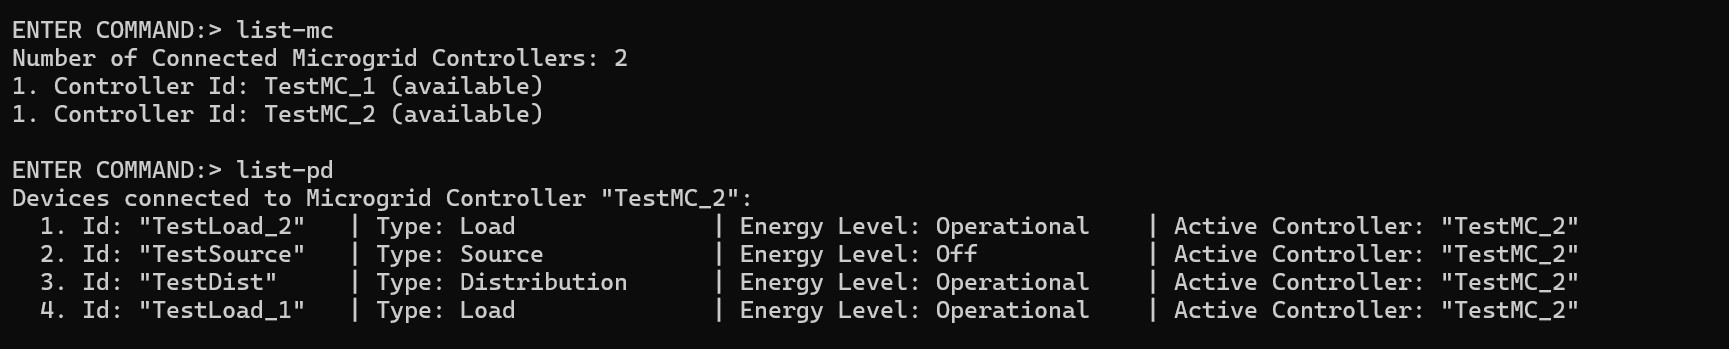 ENTER COMMAND:> list-mc
Number of Connected Microgrid Controllers: 2
1. Controller Id: TestMC_1 (available)
1. Controller Id: TestMC_2 (available)
ENTER COMMAND:> list-pd
Devices connected to Microgrid Controller "TestMC_2":
  1. Id: "TestLoad_2"   | Type: Load              | Energy Level: Operational    | Active Controller: "TestMC_2"
  2. Id: "TestSource"   | Type: Source            | Energy Level: Off            | Active Controller: "TestMC_2"
  3. Id: "TestDist"     | Type: Distribution      | Energy Level: Operational    | Active Controller: "TestMC_2"
  4. Id: "TestLoad_1"   | Type: Load              | Energy Level: Operational    | Active Controller: "TestMC_2"